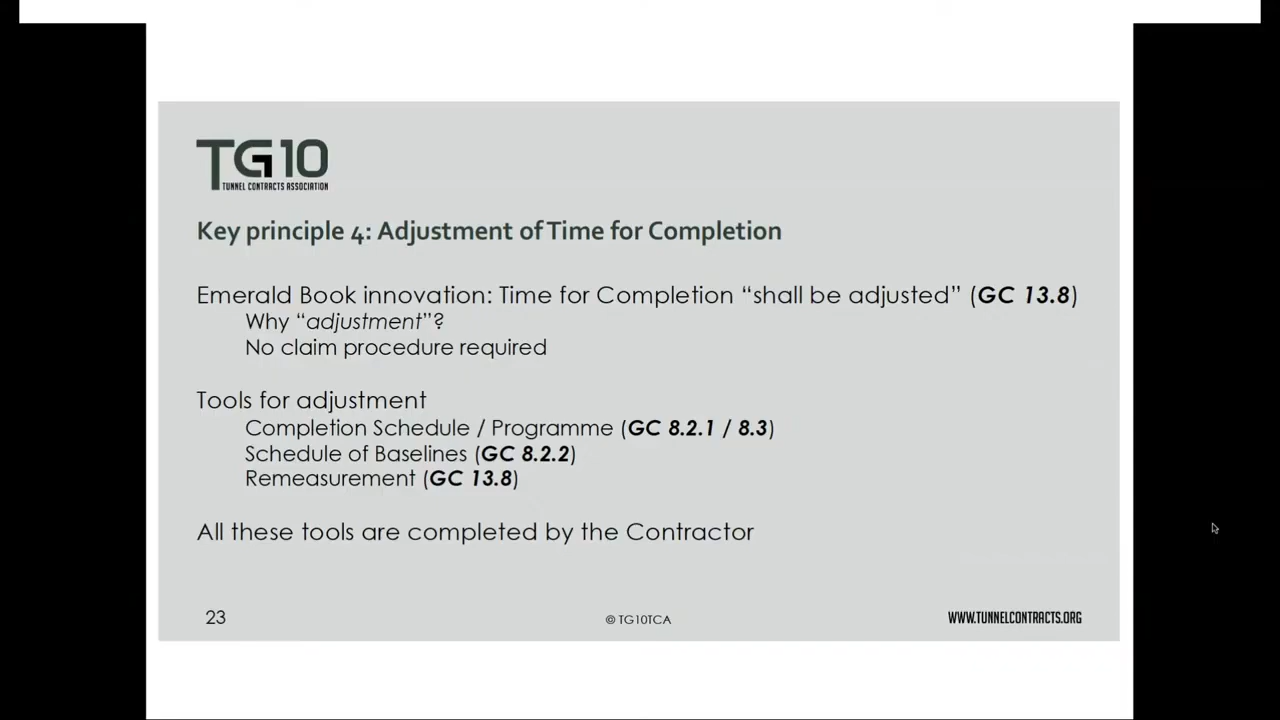 TG10
TUNNEL CONTRACTS ASSOCIATION
Key principle 4: Adjustment of Time for Completion
Emerald Book innovation: Time for Completion “shall be adjusted” (GC 13.8)
Why “adjustment”?
No claim procedure required
Tools for adjustment
Completion Schedule / Programme (GC 8.2.1 / 8.3)
Schedule of Baselines (GC 8.2.2)
Remeasurement (GC 13.8)
All these tools are completed by the Contractor
23
© TG10TCA
WWW.TUNNELCONTRACTS.ORG